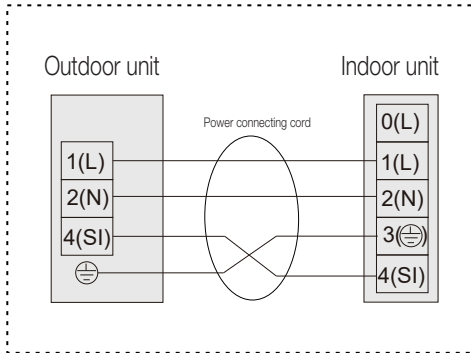 Outdoor unit
Indoor unit
Power connecting cord
0(L)
1(L)
1(L)
2(N)
2(N)
4(SI)
3(⏚)
4(SI)